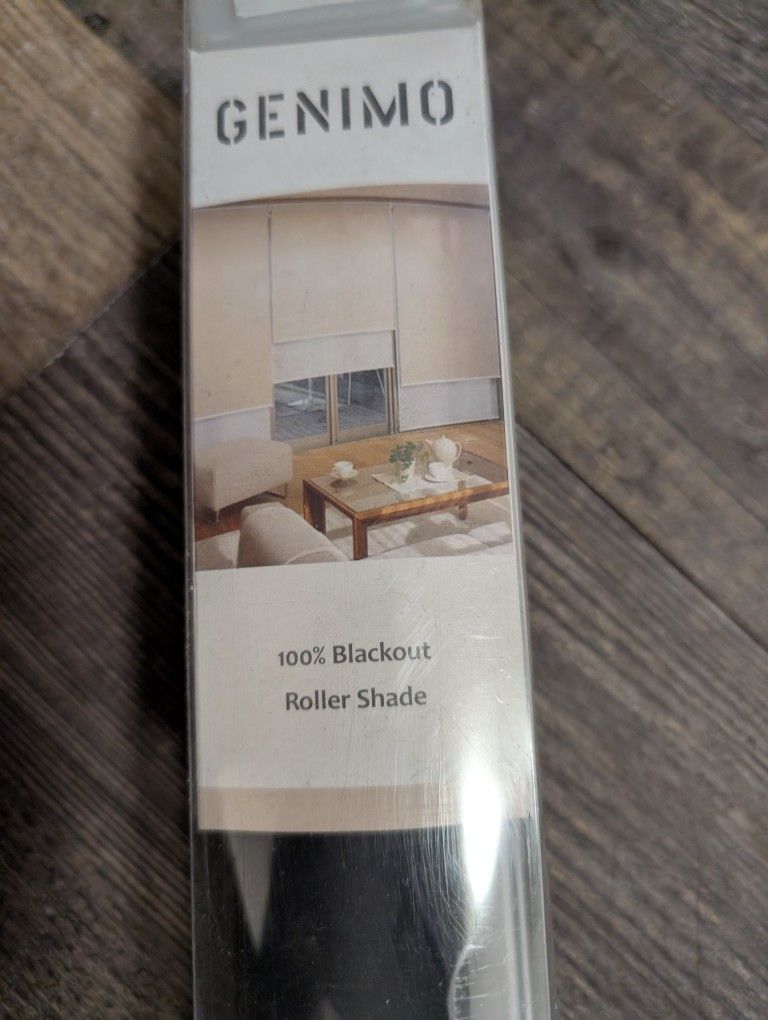 GENIMO
100% Blackout
Roller Shade